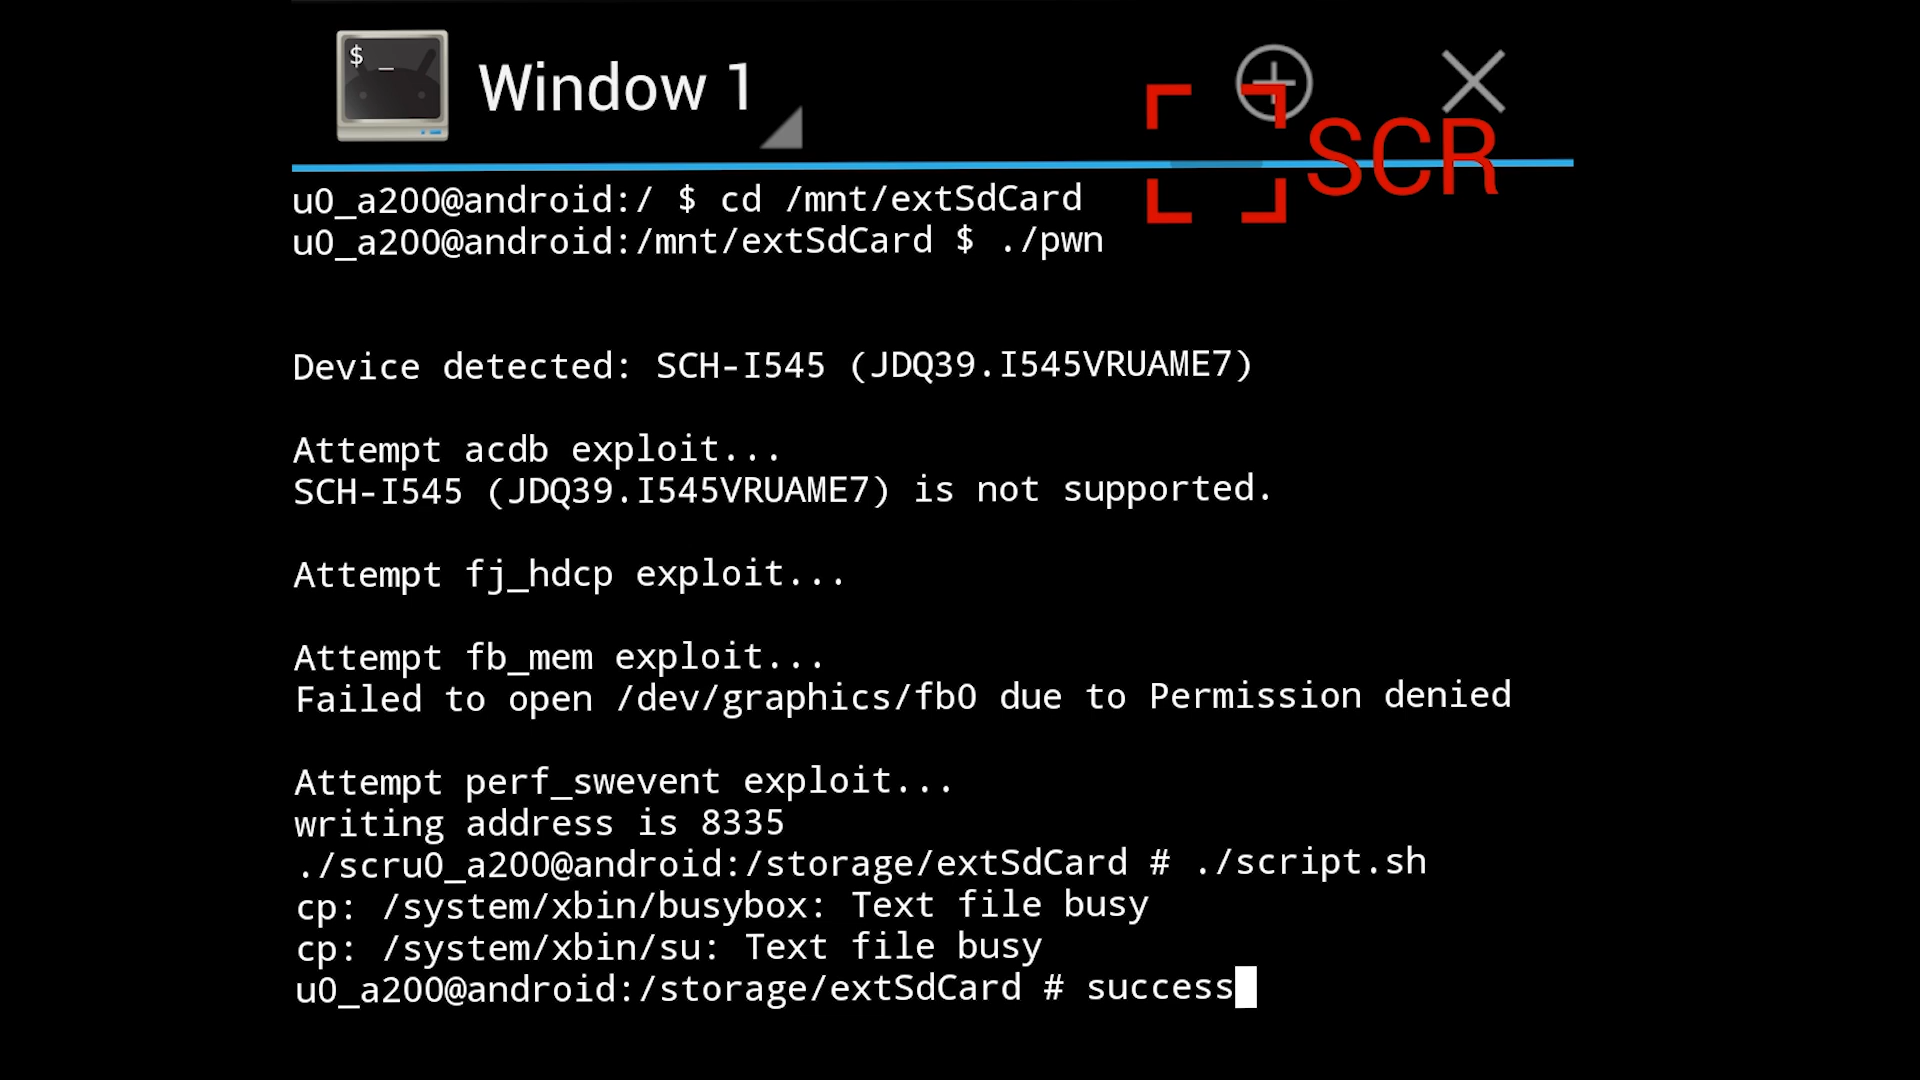 $ _
Window 1
SCR
u0_a200@android:/ $ cd /mnt/extSdCard
u0_a200@android:/mnt/extSdCard $ ./pwn
Device detected: SCH-I545 (JDQ39.I545VRUAME7)
Attempt acdb exploit...
SCH-I545 (JDQ39.I545VRUAME7) is not supported.
Attempt fj_hdcp exploit...
Attempt fb_mem exploit...
Failed to open /dev/graphics/fb0 due to Permission denied
Attempt perf_swevent exploit...
writing address is 8335
./scru0_a200@android:/storage/extSdCard # ./script.sh
cp: /system/xbin/busybox: Text file busy
cp: /system/xbin/su: Text file busy
u0_a200@android:/storage/extSdCard # success